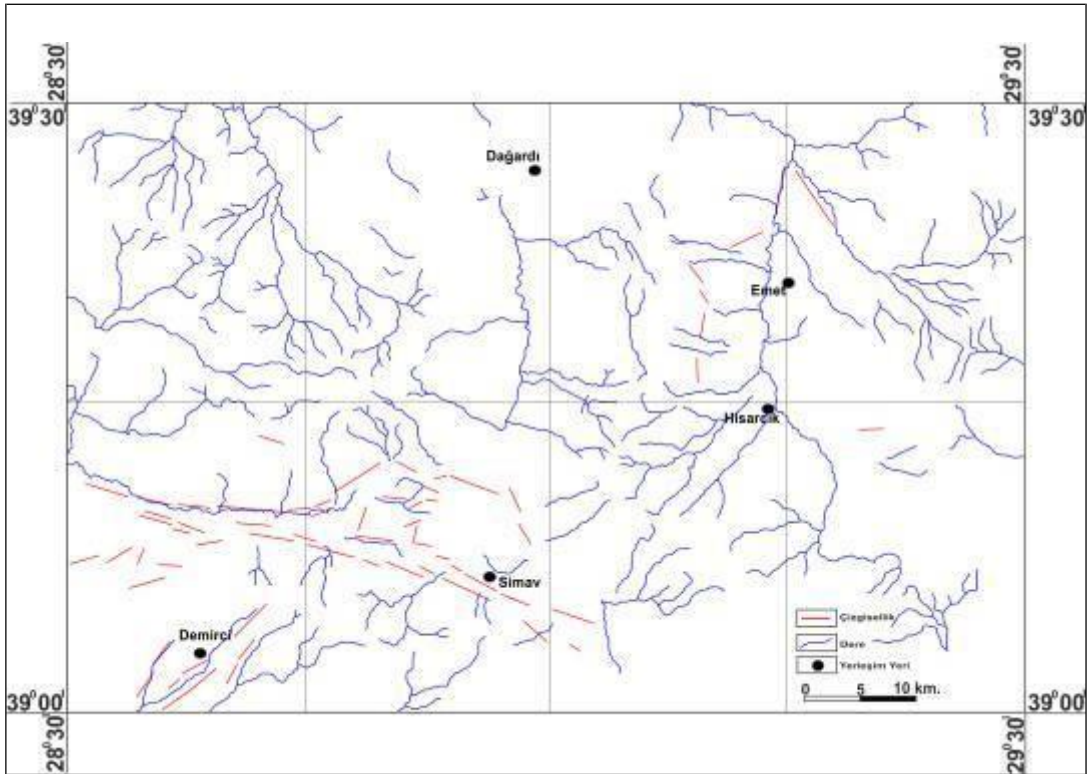 28°30'
29°30'
39°30'
39°30'
Dağardı
Emet
Hisarcık
Simav
Demirci
Çizgisellik
Dere
Yerleşim Yeri
0 5 10 km.
39°00'
39°00'
28°30'
29°30'